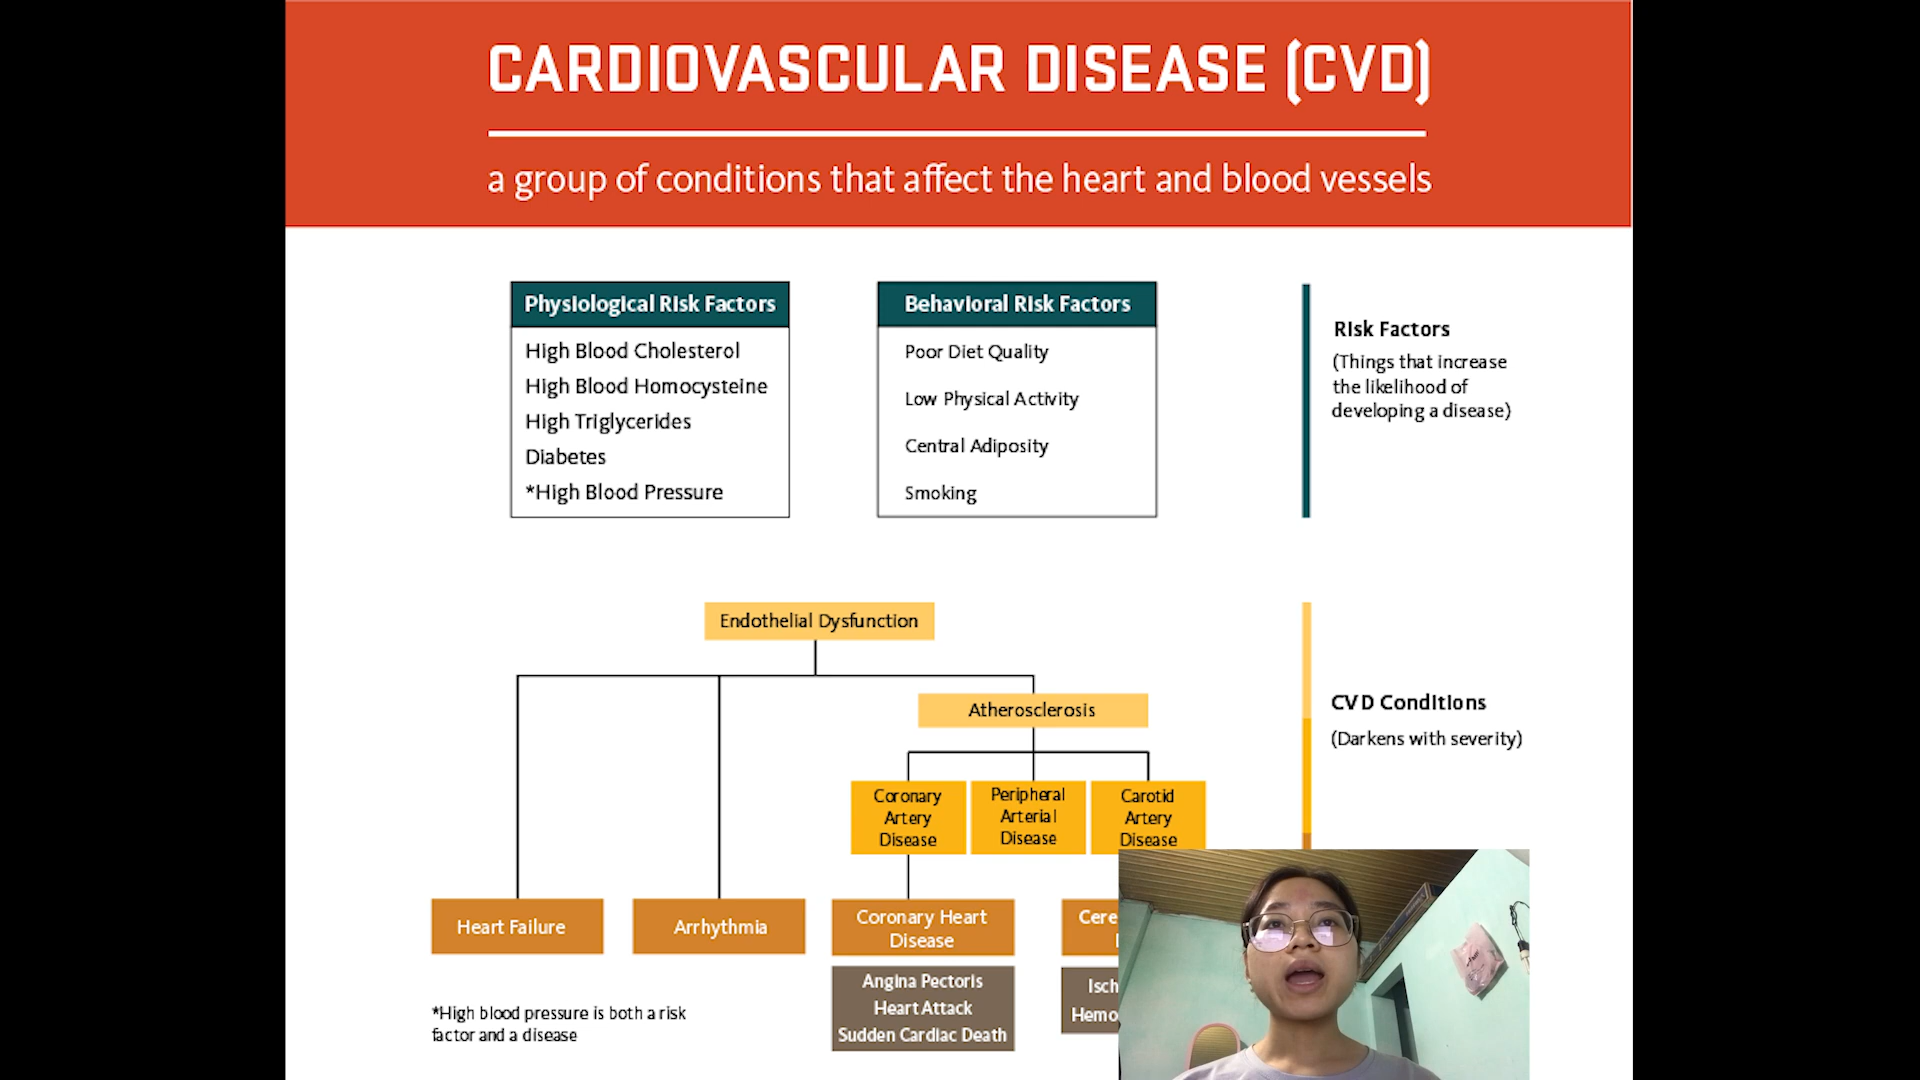 CARDIOVASCULAR DISEASE (CVD)
a group of conditions that affect the heart and blood vessels
Physiological Risk Factors
High Blood Cholesterol
High Blood Homocysteine
High Triglycerides
Diabetes
*High Blood Pressure
Behavioral Risk Factors
Poor Diet Quality
Low Physical Activity
Central Adiposity
Smoking
Risk Factors
(Things that increase
the likelihood of
developing a disease)
Endothelial Dysfunction
Atherosclerosis
CVD Conditions
(Darkens with severity)
Coronary
Artery
Disease
Peripheral
Arterial
Disease
Carotid
Artery
Disease
Heart Failure
Arrhythmia
Coronary Heart
Disease
Cere
Angina Pectoris
Heart Attack
Sudden Cardiac Death
Isch
Hemo
*High blood pressure is both a risk
factor and a disease